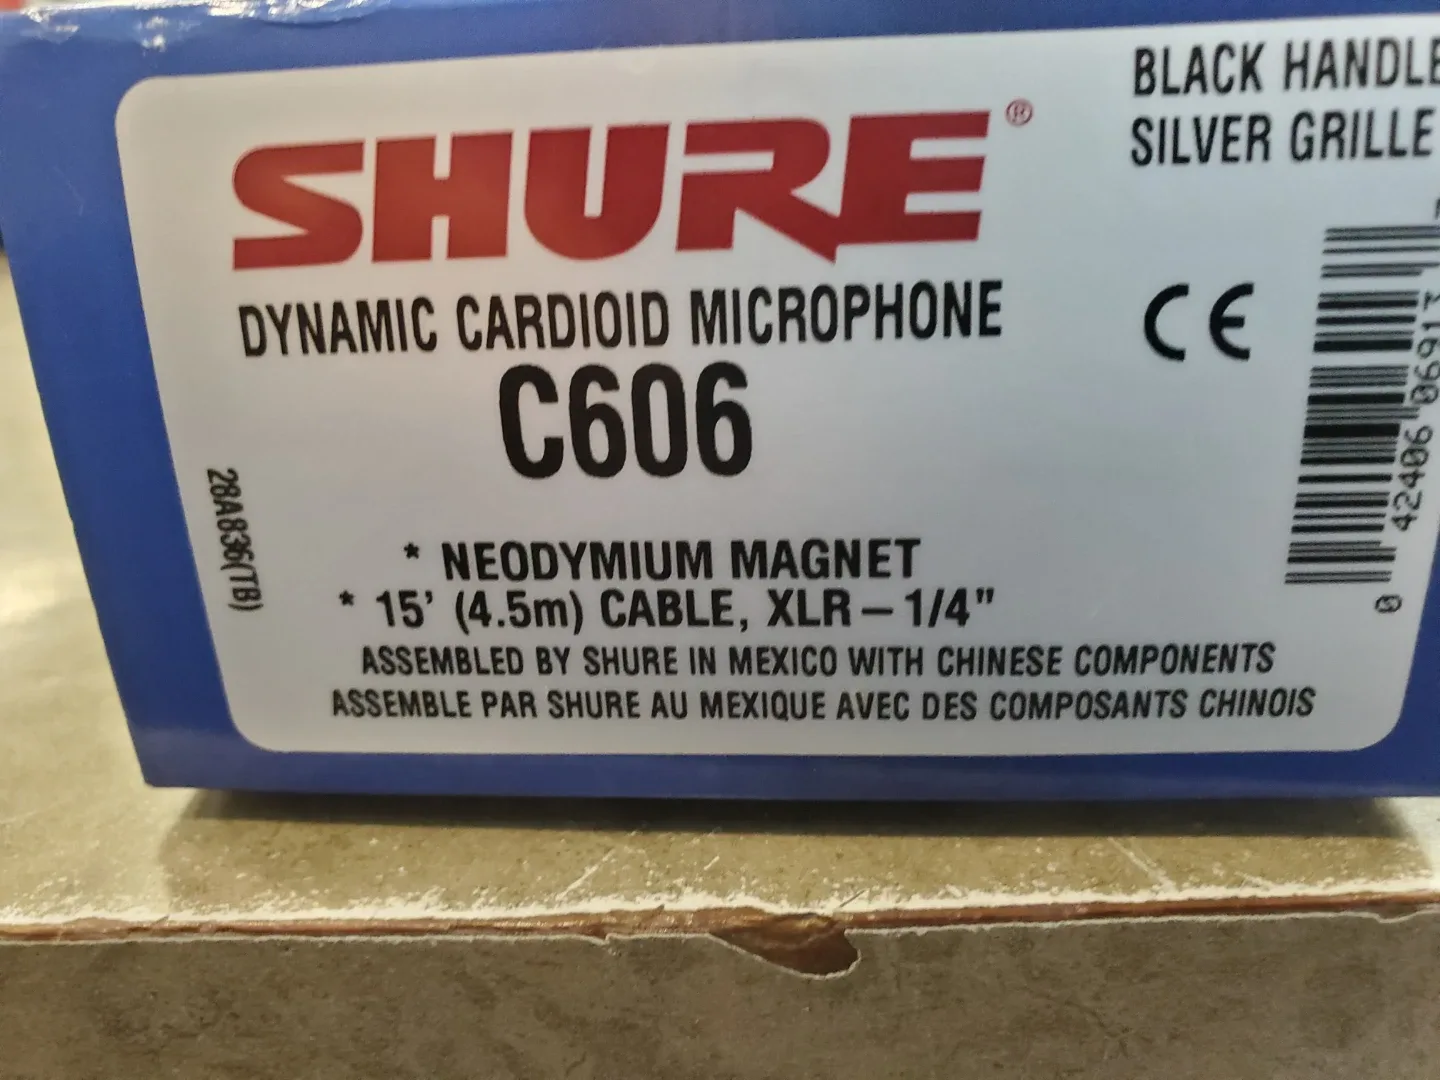 SHURE®
DYNAMIC CARDIOID MICROPHONE
C606
* NEODYMIUM MAGNET
* 15' (4.5m) CABLE, XLR – 1/4"
ASSEMBLED BY SHURE IN MEXICO WITH CHINESE COMPONENTS
ASSEMBLE PAR SHURE AU MEXIQUE AVEC DES COMPOSANTS CHINOIS
28A836(TB)
BLACK HANDLE
SILVER GRILLE
CE
0 42406 06913